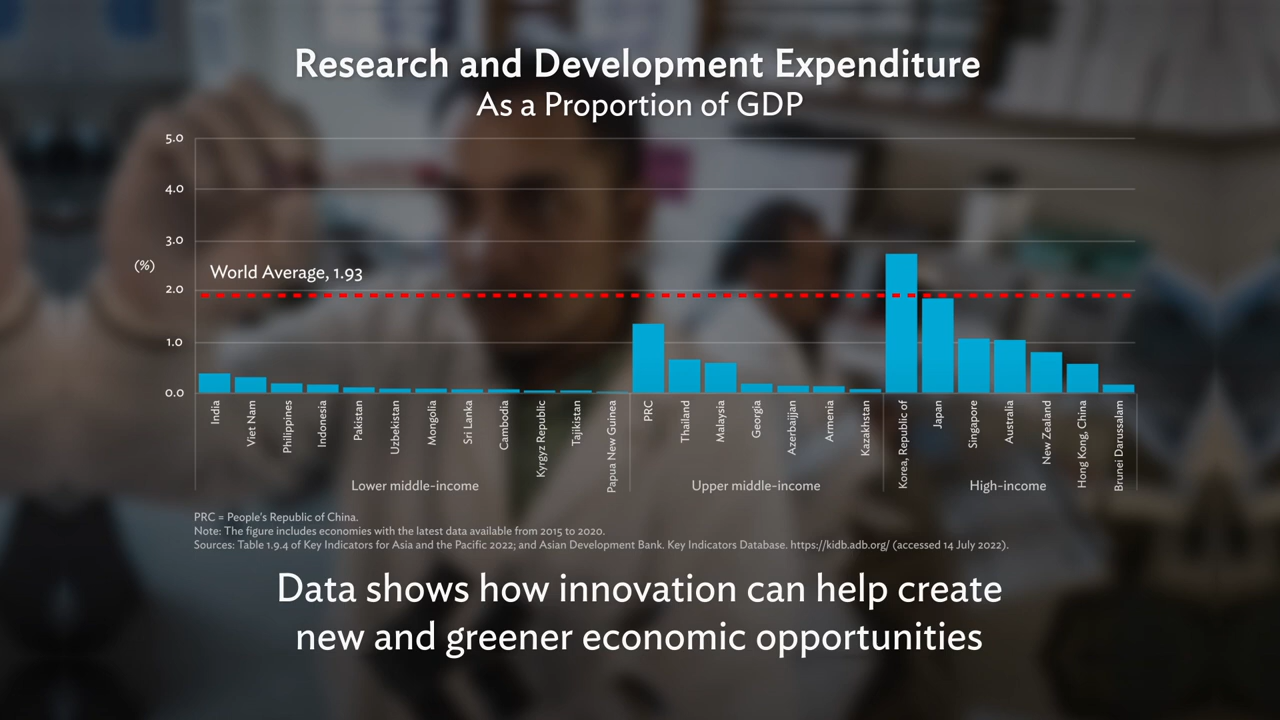 Research and Development Expenditure
As a Proportion of GDP
5.0
4.0
3.0
(%)
World Average, 1.93
2.0
1.0
0.0
India
Viet Nam
Philippines
Indonesia
Pakistan
Uzbekistan
Mongolia
Sri Lanka
Cambodia
Kyrgyz Republic
Tajikistan
Papua New Guinea
PRC
Thailand
Malaysia
Georgia
Azerbaijjan
Armenia
Kazakhstan
Korea, Republic of
Japan
Singapore
Australia
New Zealand
Hong Kong, China
Brunei Darussalam
Lower middle-income
Upper middle-income
High-income
PRC = People's Republic of China.
Note: The figure includes economies with the latest data available from 2015 to 2020.
Sources: Table 1.9.4 of Key Indicators for Asia and the Pacific 2022; and Asian Development Bank. Key Indicators Database. https://kidb.adb.org/ (accessed 14 July 2022).
Data shows how innovation can help create
new and greener economic opportunities